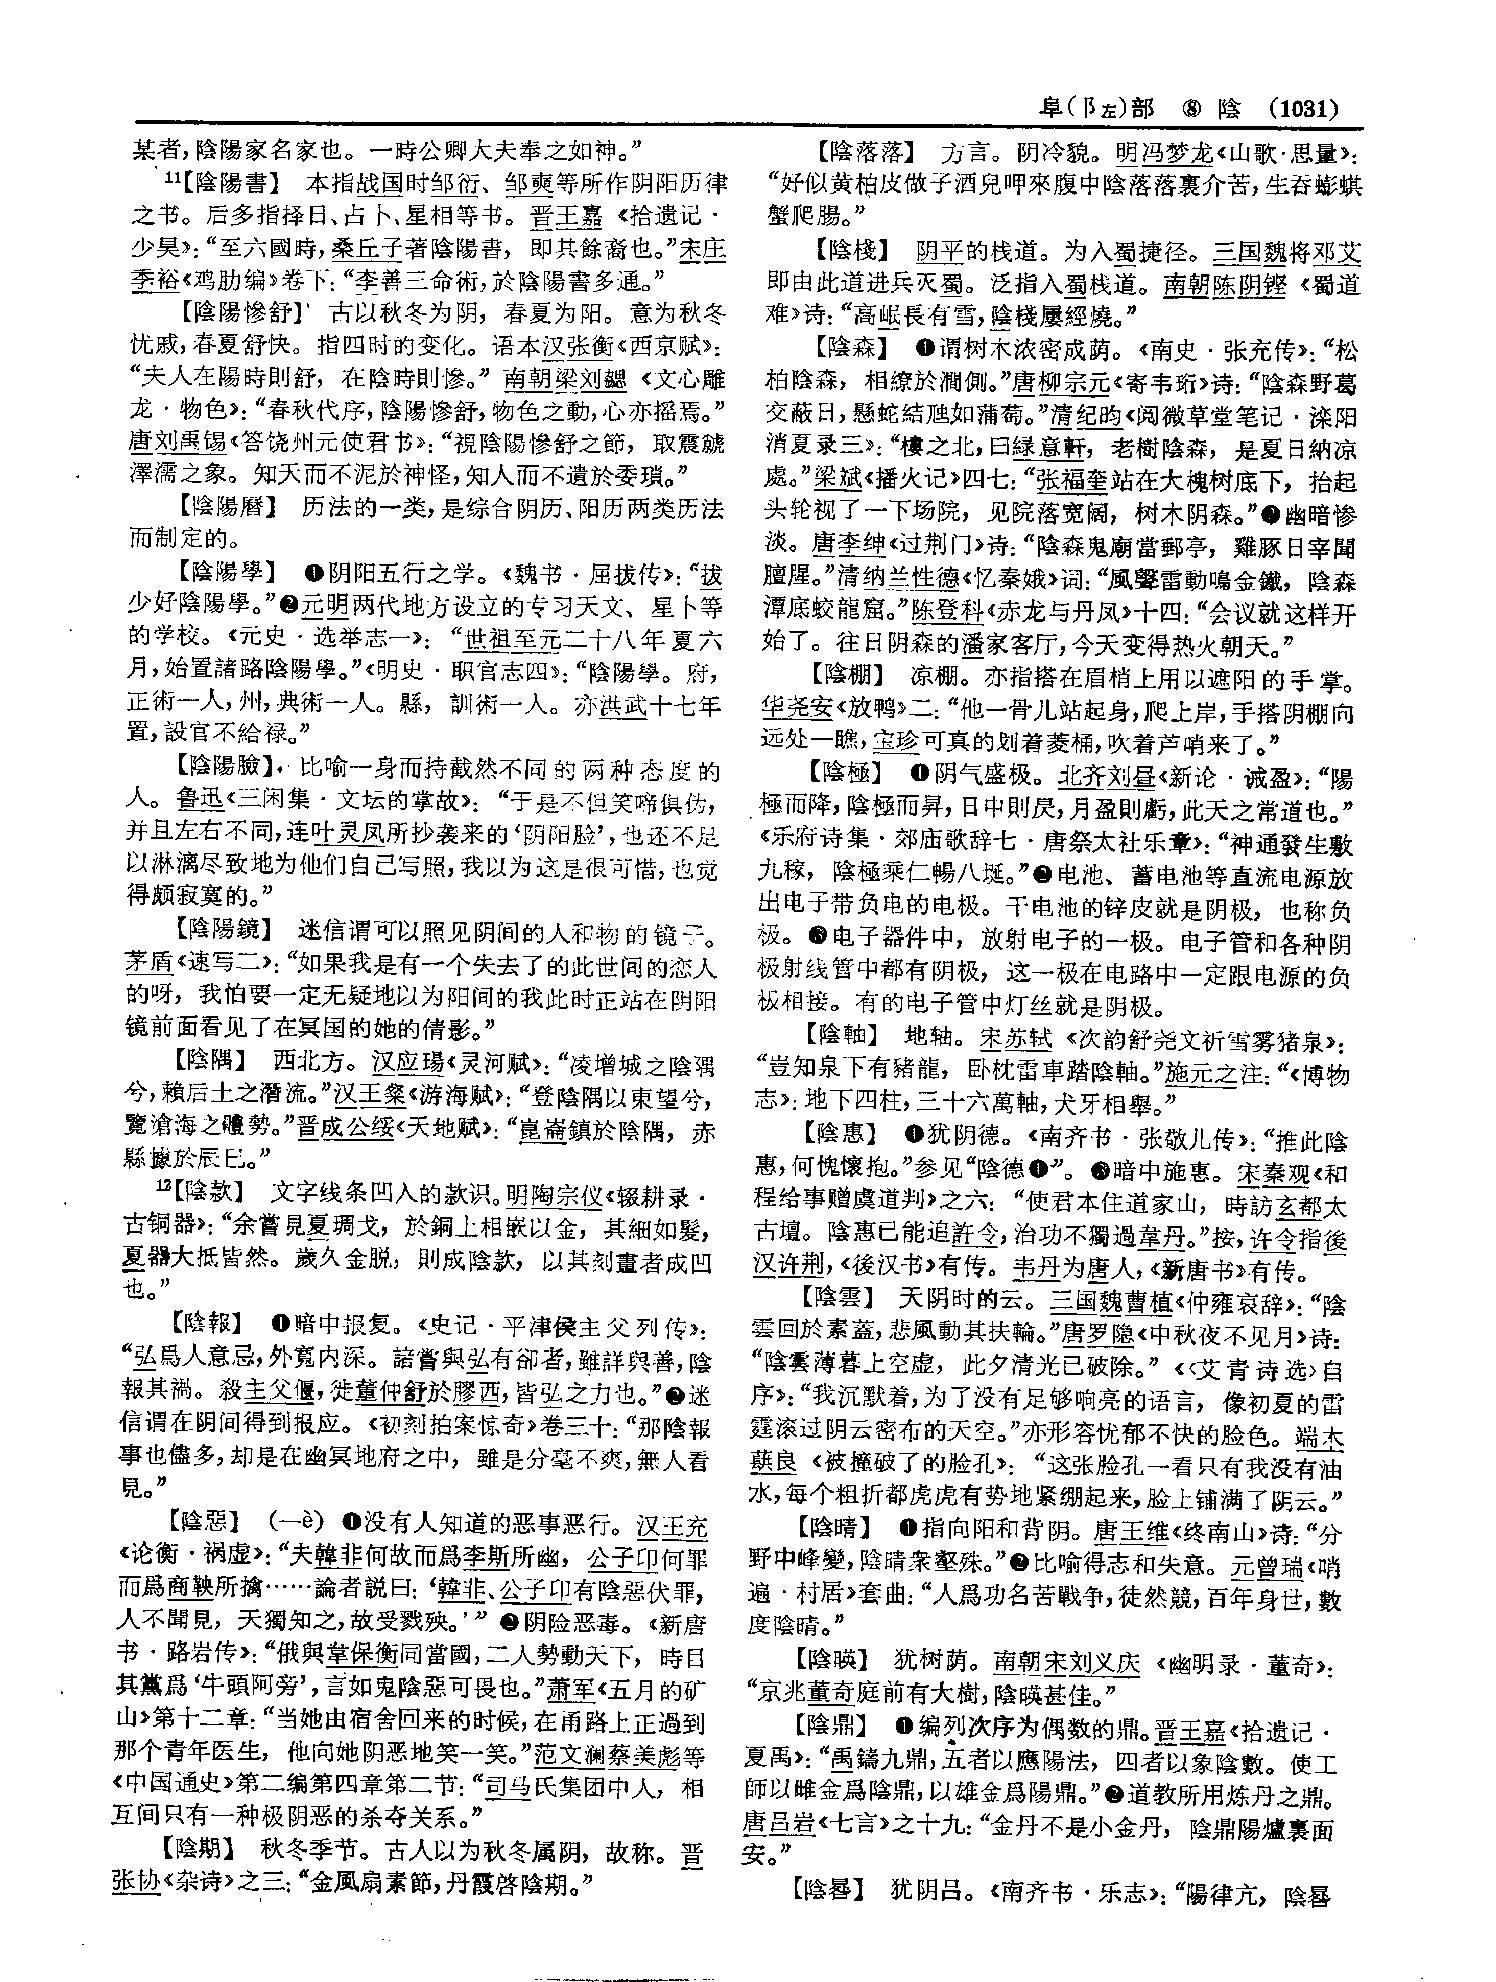 阜(阝左)部 ⑧ 陰 (1031)
某者,陰陽家名家也。一時公卿大夫奉之如神。”
¹¹【陰陽書】 本指战国时邹衍、邹奭等所作阴阳历律
之书。后多指择日、占卜、星相等书。晋王嘉《拾遗记·
少昊》:“至六國時,桑丘子著陰陽書,即其餘裔也。”宋庄
季裕《鸡肋编》卷下:“李善三命術,於陰陽書多通。”
【陰陽慘舒】 古以秋冬为阴,春夏为阳。意为秋冬
忧戚,春夏舒快。指四时的变化。语本汉张衡《西京赋》:
“夫人在陽時則舒,在陰時則慘。”南朝梁刘勰《文心雕
龙·物色》:“春秋代序,陰陽慘舒,物色之動,心亦摇焉。”
唐刘禹锡《答饶州元使君书》:“視陰陽慘舒之節,取震虩
澤濡之象。知天而不泥於神怪,知人而不遺於委瑣。”
【陰陽曆】 历法的一类,是综合阴历、阳历两类历法
而制定的。
【陰陽學】 ❶阴阳五行之学。《魏书·屈拔传》:“拔
少好陰陽學。”❷元明两代地方设立的专习天文、星卜等
的学校。《元史·选举志一》:“世祖至元二十八年夏六
月,始置諸路陰陽學。”《明史·职官志四》:“陰陽學。府,
正術一人,州,典術一人。縣,訓術一人。亦洪武十七年
置,設官不給禄。”
【陰陽臉】 比喻一身而持截然不同的两种态度的
人。鲁迅《三闲集·文坛的掌故》:“于是不但笑啼俱伪,
并且左右不同,连叶灵凤所抄袭来的‘阴阳脸’,也还不足
以淋漓尽致地为他们自己写照,我以为这是很可惜,也觉
得颇寂寞的。”
【陰陽鏡】 迷信谓可以照见阴间的人和物的镜子。
茅盾《速写二》:“如果我是有一个失去了的此世间的恋人
的呀,我怕要一定无疑地以为阳间的我此时正站在阴阳
镜前面看见了在冥国的她的倩影。”
【陰隅】 西北方。汉应瑒《灵河赋》:“凌增城之陰隅
兮,賴后土之潛流。”汉王粲《游海赋》:“登陰隅以東望兮,
覽滄海之體勢。”晋成公绥《天地赋》:“崑崙鎮於陰隅,赤
縣據於辰巳。”
¹²【陰款】 文字线条凹入的款识。明陶宗仪《辍耕录·
古铜器》:“余嘗見夏琱戈,於銅上相嵌以金,其細如髮,
夏器大抵皆然。歲久金脱,則成陰款,以其刻畫者成凹
也。”
【陰報】 ❶暗中报复。《史记·平津侯主父列传》:
“弘爲人意忌,外寬内深。諸嘗與弘有郤者,雖詳與善,陰
報其禍。殺主父偃,徙董仲舒於膠西,皆弘之力也。”❷迷
信谓在阴间得到报应。《初刻拍案惊奇》卷三十:“那陰報
事也儘多,却是在幽冥地府之中,雖是分毫不爽,無人看
見。”
【陰惡】 (—è) ❶没有人知道的恶事恶行。汉王充
《论衡·祸虚》:“夫韓非何故而爲李斯所幽,公子卬何罪
而爲商鞅所擒……論者説曰:‘韓非、公子卬有陰惡伏罪,
人不聞見,天獨知之,故受戮殃。’”❷阴险恶毒。《新唐
书·路岩传》:“俄與韋保衡同當國,二人勢動天下,時目
其黨爲‘牛頭阿旁’,言如鬼陰惡可畏也。”萧军《五月的矿
山》第十二章:“当她由宿舍回来的时候,在甬路上正遇到
那个青年医生,他向她阴恶地笑一笑。”范文澜蔡美彪等
《中国通史》第二编第四章第二节:“司马氏集团中人,相
互间只有一种极阴恶的杀夺关系。”
【陰期】 秋冬季节。古人以为秋冬属阴,故称。晋
张协《杂诗》之三:“金風扇素節,丹霞啓陰期。”
【陰落落】 方言。阴冷貌。明冯梦龙《山歌·思量》:
“好似黄柏皮做子酒兒呷來腹中陰落落裏介苦,生吞蟛蜞
蟹爬腸。”
【陰棧】 阴平的栈道。为入蜀捷径。三国魏将邓艾
即由此道进兵灭蜀。泛指入蜀栈道。南朝陈阴铿《蜀道
难》诗:“高岷長有雪,陰棧屢經燒。”
【陰森】 ❶谓树木浓密成荫。《南史·张充传》:“松
柏陰森,相繚於澗側。”唐柳宗元《寄韦珩》诗:“陰森野葛
交蔽日,懸蛇結虺如蒲萄。”清纪昀《阅微草堂笔记·滦阳
消夏录三》:“樓之北,曰緑意軒,老樹陰森,是夏日納凉
處。”梁斌《播火记》四七:“张福奎站在大槐树底下,抬起
头轮视了一下场院,见院落宽阔,树木阴森。”❷幽暗惨
淡。唐李绅《过荆门》诗:“陰森鬼廟當郵亭,雞豚日宰聞
膻腥。”清纳兰性德《忆秦娥》词:“風聲雷動鳴金鐵,陰森
潭底蛟龍窟。”陈登科《赤龙与丹凤》十四:“会议就这样开
始了。往日阴森的潘家客厅,今天变得热火朝天。”
【陰棚】 凉棚。亦指搭在眉梢上用以遮阳的手掌。
华尧安《放鸭》二:“他一骨儿站起身,爬上岸,手搭阴棚向
远处一瞧,宝珍可真的划着菱桶,吹着芦哨来了。”
【陰極】 ❶阴气盛极。北齐刘昼《新论·诫盈》:“陽
極而降,陰極而昇,日中則昃,月盈則虧,此天之常道也。”
《乐府诗集·郊庙歌辞七·唐祭太社乐章》:“神通發生敷
九稼,陰極乘仁暢八埏。”❷电池、蓄电池等直流电源放
出电子带负电的电极。干电池的锌皮就是阴极,也称负
极。❸电子器件中,放射电子的一极。电子管和各种阴
极射线管中都有阴极,这一极在电路中一定跟电源的负
极相接。有的电子管中灯丝就是阴极。
【陰軸】 地轴。宋苏轼《次韵舒尧文祈雪雾猪泉》:
“豈知泉下有豬龍,卧枕雷車踏陰軸。”施元之注:“《博物
志》:地下四柱,三十六萬軸,犬牙相舉。”
【陰惠】 ❶犹阴德。《南齐书·张敬儿传》:“推此陰
惠,何愧懷抱。”参见“陰德❶”。❷暗中施惠。宋秦观《和
程给事赠虞道判》之六:“使君本住道家山,時訪玄都太
古壇。陰惠已能追許令,治功不獨過韋丹。”按,许令指後
汉许荆,《後汉书》有传。韦丹为唐人,《新唐书》有传。
【陰雲】 天阴时的云。三国魏曹植《仲雍哀辞》:“陰
雲回於素蓋,悲風動其扶輪。”唐罗隐《中秋夜不见月》诗:
“陰雲薄暮上空虚,此夕清光已破除。”《〈艾青诗选〉自
序》:“我沉默着,为了没有足够响亮的语言,像初夏的雷
霆滚过阴云密布的天空。”亦形容忧郁不快的脸色。端木
蕻良《被撞破了的脸孔》:“这张脸孔一看只有我没有油
水,每个粗折都虎虎有势地紧绷起来,脸上铺满了阴云。”
【陰晴】 ❶指向阳和背阴。唐王维《终南山》诗:“分
野中峰變,陰晴衆壑殊。”❷比喻得志和失意。元曾瑞《哨
遍·村居》套曲:“人爲功名苦戰争,徒然競,百年身世,數
度陰晴。”
【陰暎】 犹树荫。南朝宋刘义庆《幽明录·董奇》:
“京兆董奇庭前有大樹,陰暎甚佳。”
【陰鼎】 ❶编列次序为偶数的鼎。晋王嘉《拾遗记·
夏禹》:“禹鑄九鼎,五者以應陽法,四者以象陰數。使工
師以雌金爲陰鼎,以雄金爲陽鼎。”❷道教所用炼丹之鼎。
唐吕岩《七言》之十九:“金丹不是小金丹,陰鼎陽爐裏面
安。”
【陰晷】 犹阴吕。《南齐书·乐志》:“陽律亢,陰晷